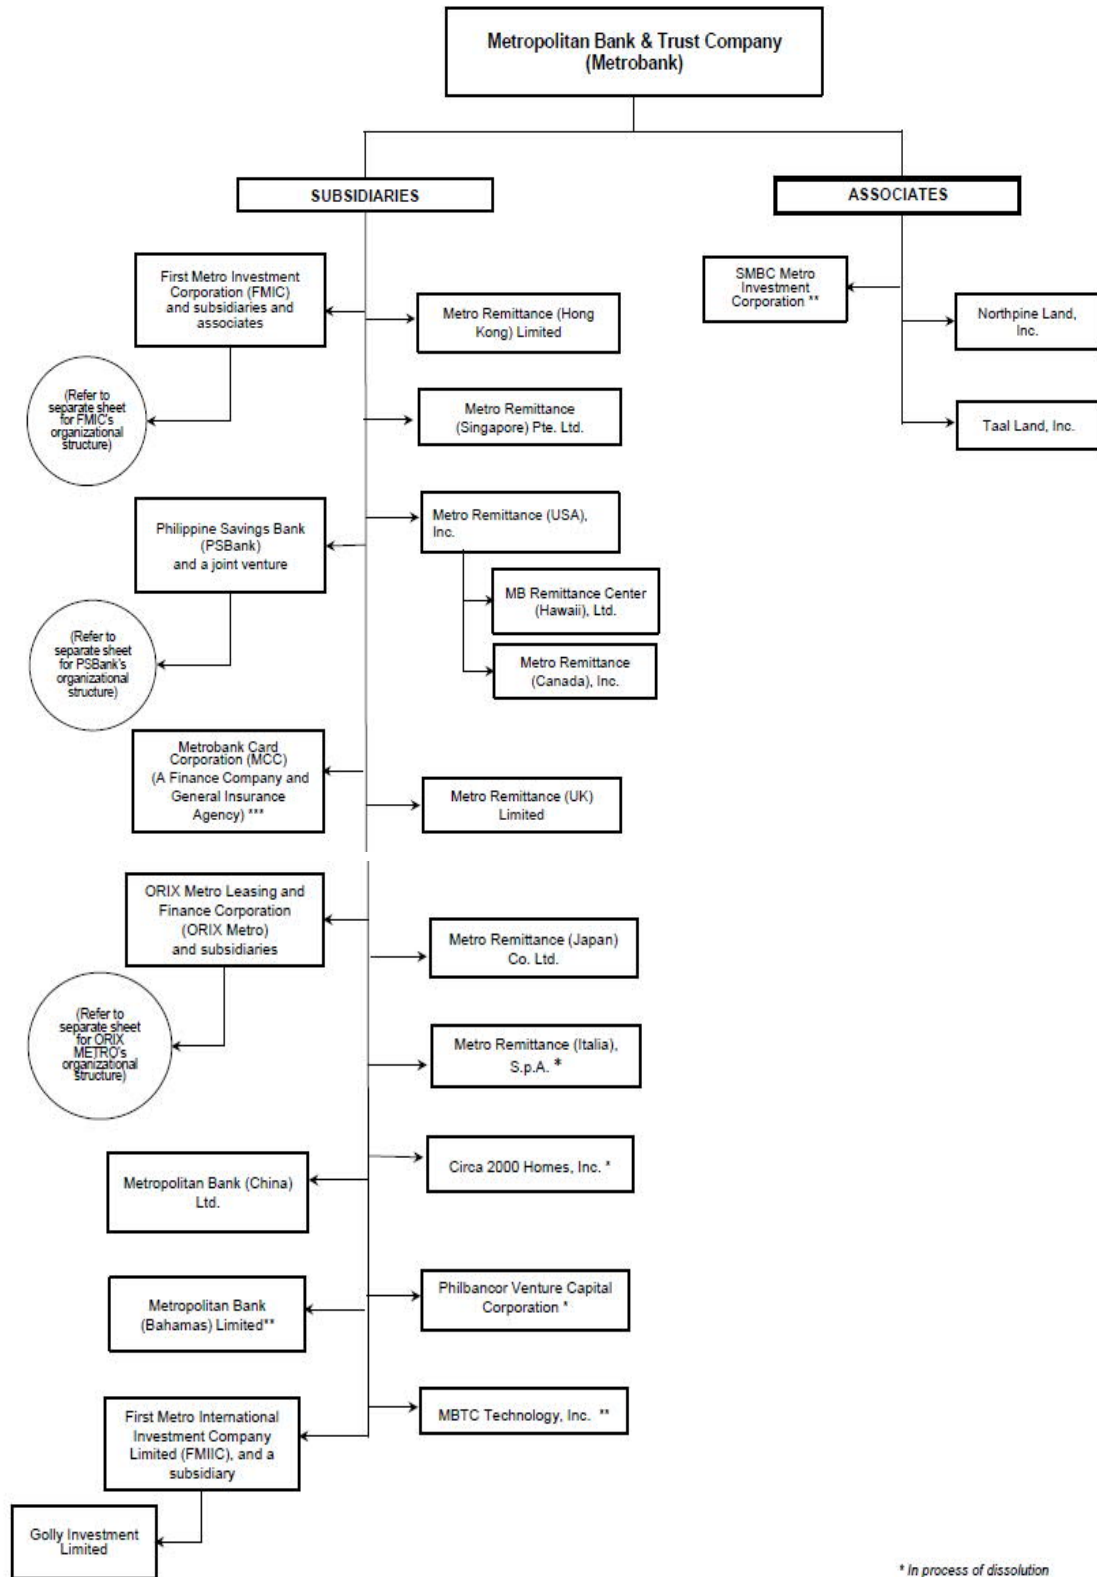 Metropolitan Bank & Trust Company
(Metrobank)
SUBSIDIARIES
ASSOCIATES
First Metro Investment
Corporation (FMIC)
and subsidiaries and
associates
Metro Remittance (Hong
Kong) Limited
SMBC Metro
Investment
Corporation **
Northpine Land,
Inc.
(Refer to
separate sheet
for FMIC's
organizational
structure)
Metro Remittance
(Singapore) Pte. Ltd.
Taal Land, Inc.
Philippine Savings Bank
(PSBank)
and a joint venture
Metro Remittance (USA),
Inc.
MB Remittance Center
(Hawaii), Ltd.
(Refer to
separate sheet
for PSBank's
organizational
structure)
Metro Remittance
(Canada), Inc.
Metrobank Card
Corporation (MCC)
(A Finance Company and
General Insurance
Agency) ***
Metro Remittance (UK)
Limited
ORIX Metro Leasing and
Finance Corporation
(ORIX Metro)
and subsidiaries
Metro Remittance (Japan)
Co. Ltd.
(Refer to
separate sheet
for ORIX
METRO's
organizational
structure)
Metro Remittance (Italia),
S.p.A. *
Metropolitan Bank (China)
Ltd.
Circa 2000 Homes, Inc. *
Metropolitan Bank
(Bahamas) Limited**
Philbancor Venture Capital
Corporation *
First Metro International
Investment Company
Limited (FMIIC), and a
subsidiary
MBTC Technology, Inc. **
Golly Investment
Limited
* In process of dissolution